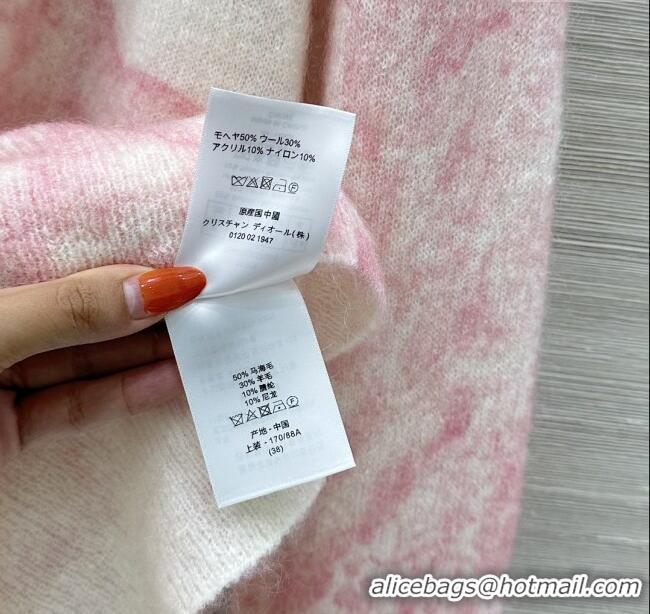 モヘヤ50% ウール30%
アクリル10% ナイロン10%
原産国 中國
クリスチャン ディオール(株)
0120 02 1947
50% 马海毛
30% 羊毛
10% 腈纶
10% 尼龙
产地 - 中国
上装 - 170/88A
(38)
alicebags@hotmail.com